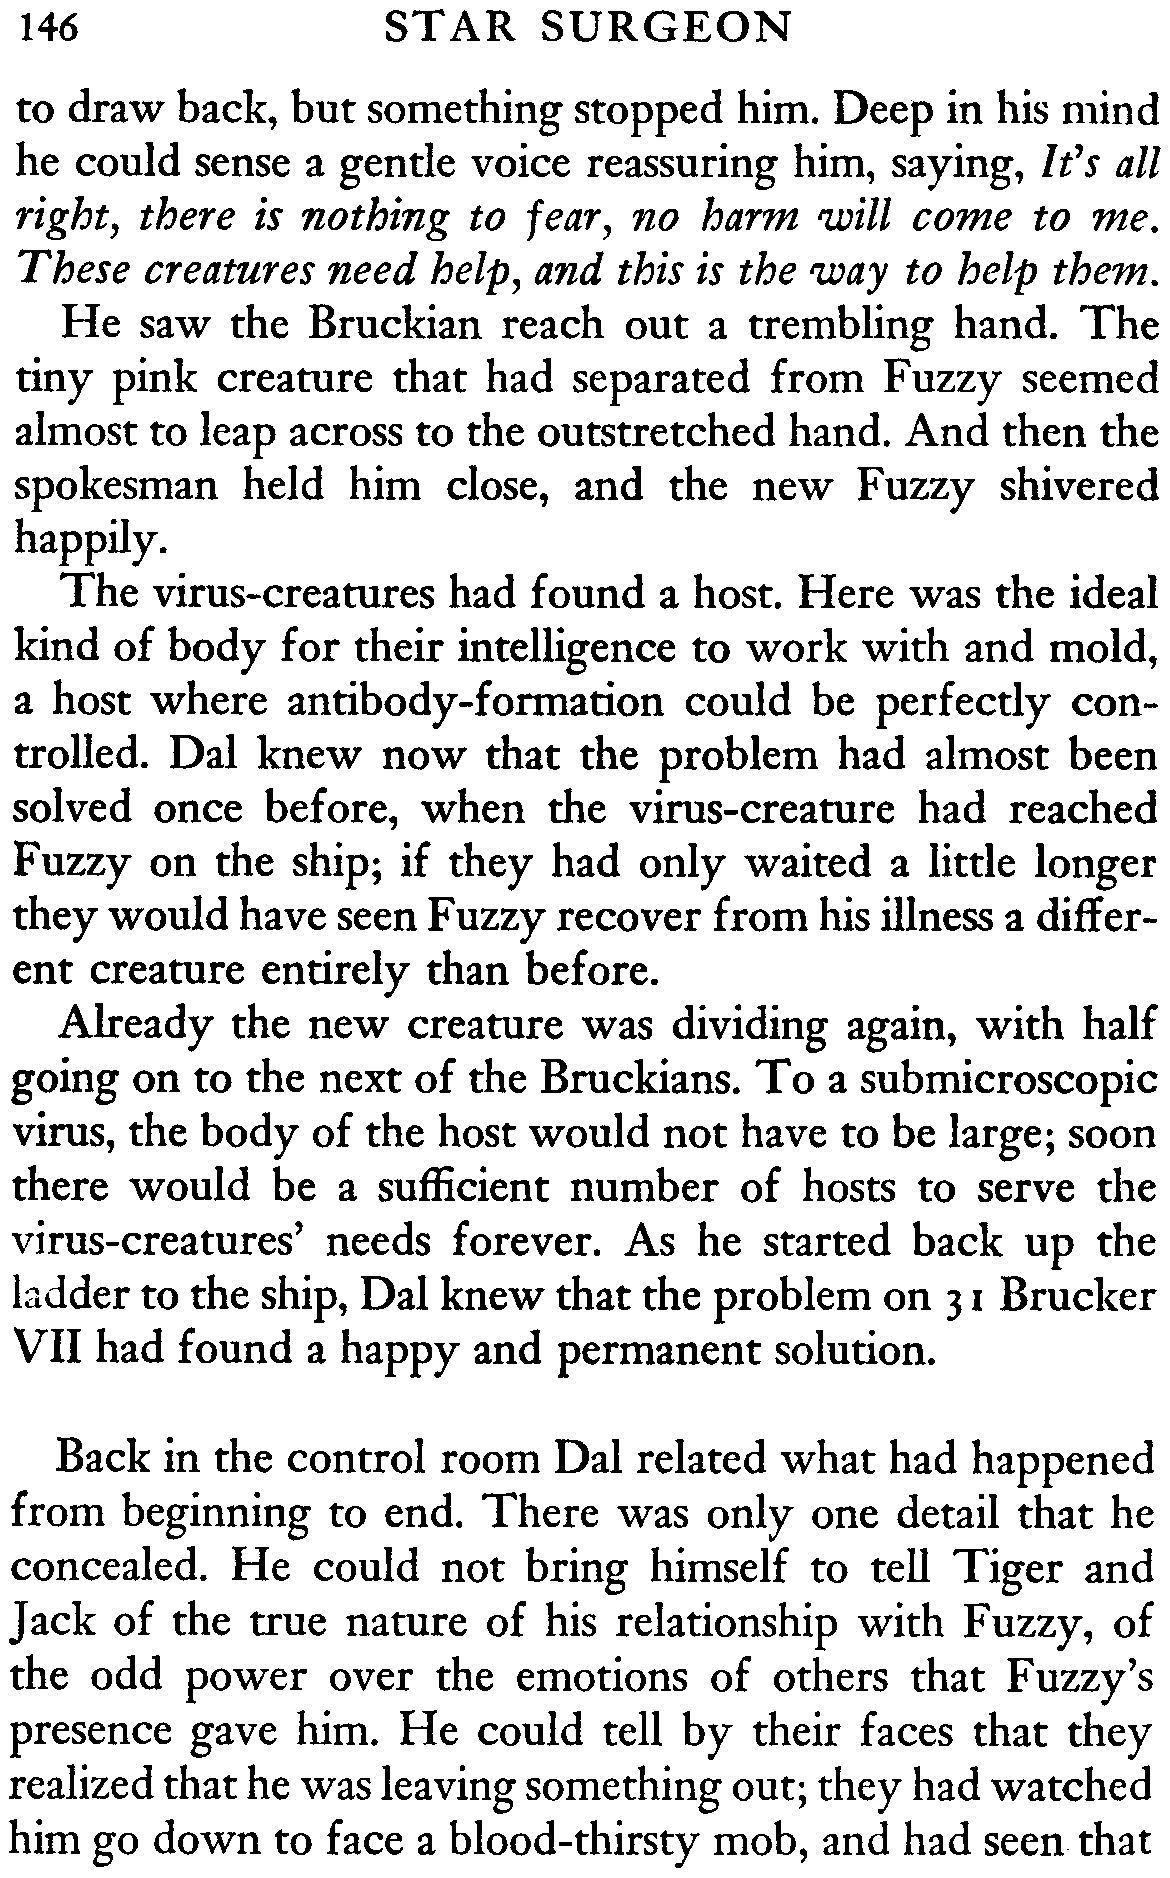 146 STAR SURGEON
to draw back, but something stopped him. Deep in his mind
he could sense a gentle voice reassuring him, saying, It's all
right, there is nothing to fear, no harm will come to me.
These creatures need help, and this is the way to help them.
He saw the Bruckian reach out a trembling hand. The
tiny pink creature that had separated from Fuzzy seemed
almost to leap across to the outstretched hand. And then the
spokesman held him close, and the new Fuzzy shivered
happily.
The virus-creatures had found a host. Here was the ideal
kind of body for their intelligence to work with and mold,
a host where antibody-formation could be perfectly con-
trolled. Dal knew now that the problem had almost been
solved once before, when the virus-creature had reached
Fuzzy on the ship; if they had only waited a little longer
they would have seen Fuzzy recover from his illness a differ-
ent creature entirely than before.
Already the new creature was dividing again, with half
going on to the next of the Bruckians. To a submicroscopic
virus, the body of the host would not have to be large; soon
there would be a sufficient number of hosts to serve the
virus-creatures' needs forever. As he started back up the
ladder to the ship, Dal knew that the problem on 31 Brucker
VII had found a happy and permanent solution.
Back in the control room Dal related what had happened
from beginning to end. There was only one detail that he
concealed. He could not bring himself to tell Tiger and
Jack of the true nature of his relationship with Fuzzy, of
the odd power over the emotions of others that Fuzzy's
presence gave him. He could tell by their faces that they
realized that he was leaving something out; they had watched
him go down to face a blood-thirsty mob, and had seen that